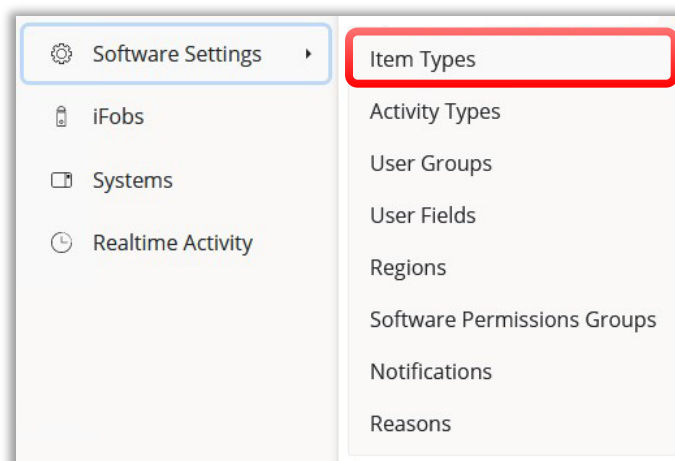 Software Settings
iFobs
Systems
Realtime Activity
Item Types
Activity Types
User Groups
User Fields
Regions
Software Permissions Groups
Notifications
Reasons